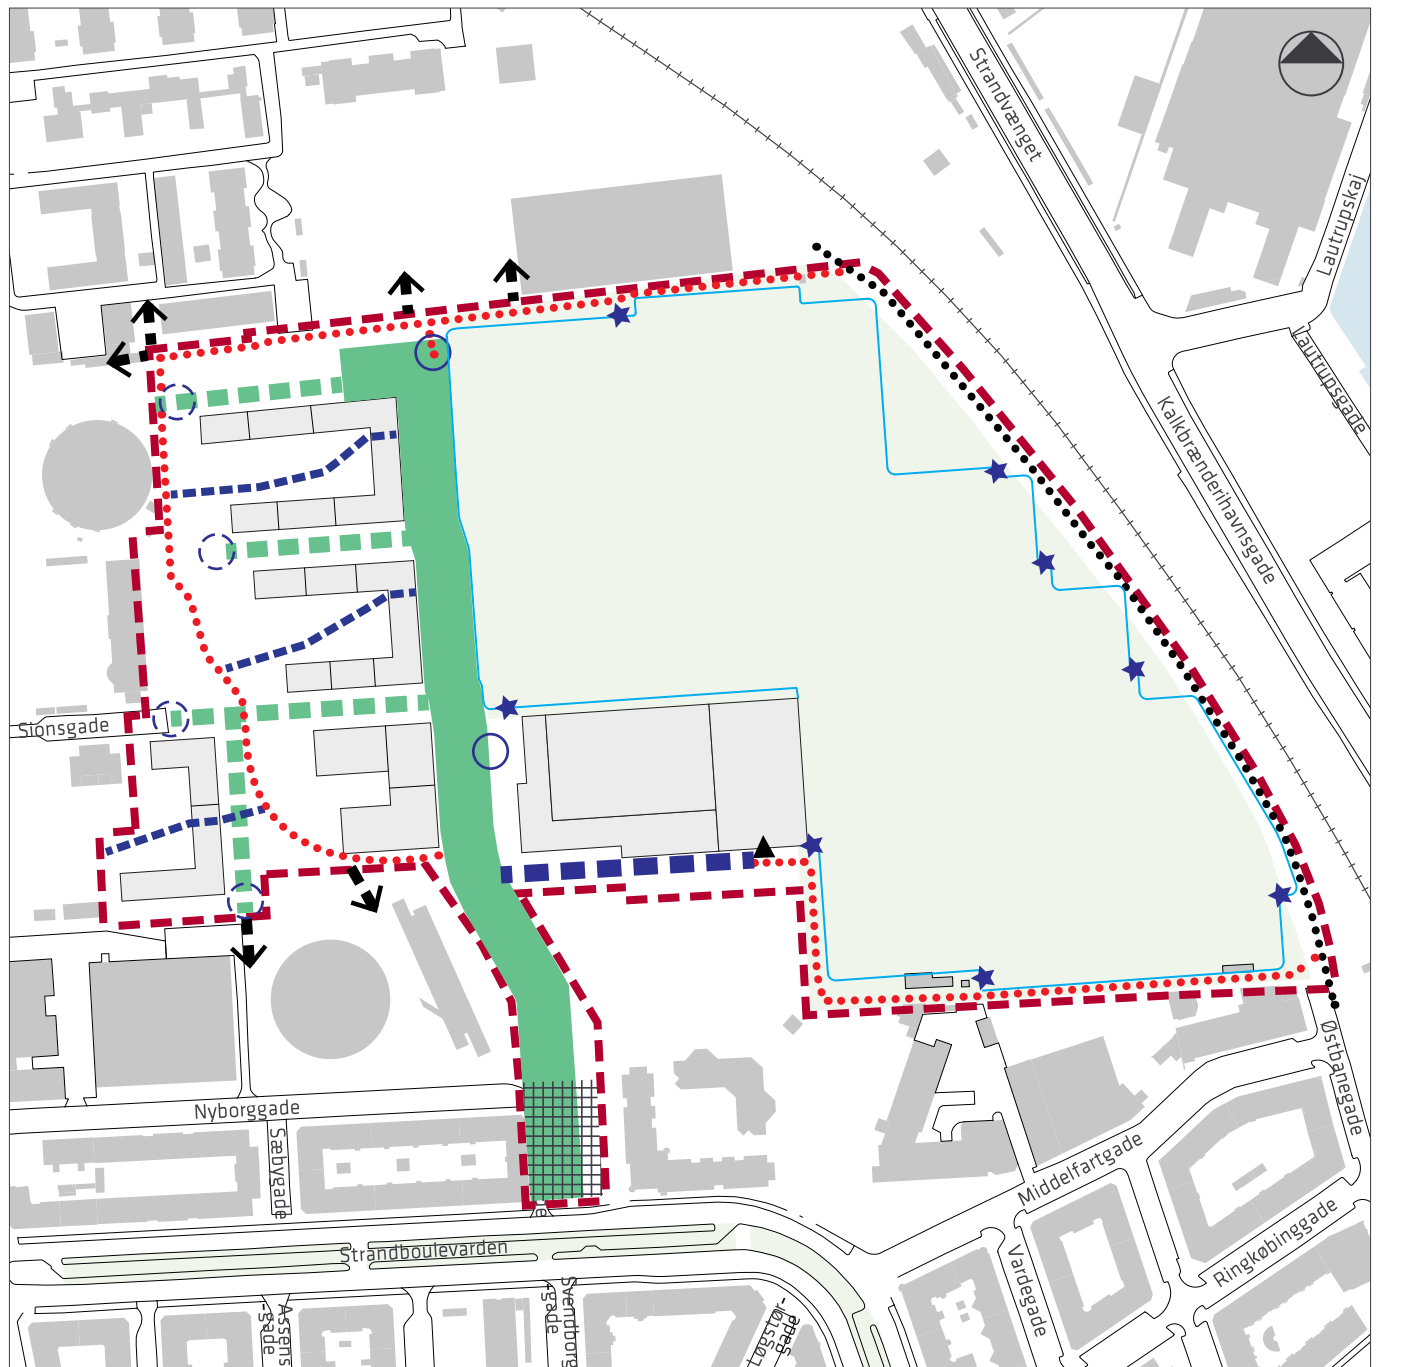 Strandvænget
Lautrupskaj
Lautrupsgade
Kalkbrænderihavnsgade
Sionsgade
Østbanegade
Nyborggade
Sæbygade
Middelfartgade
Ringkøbinggade
Vardegade
Strandboulevarden
e
Svendborg
-gade
Assens
-gade
Løgstør-
gade